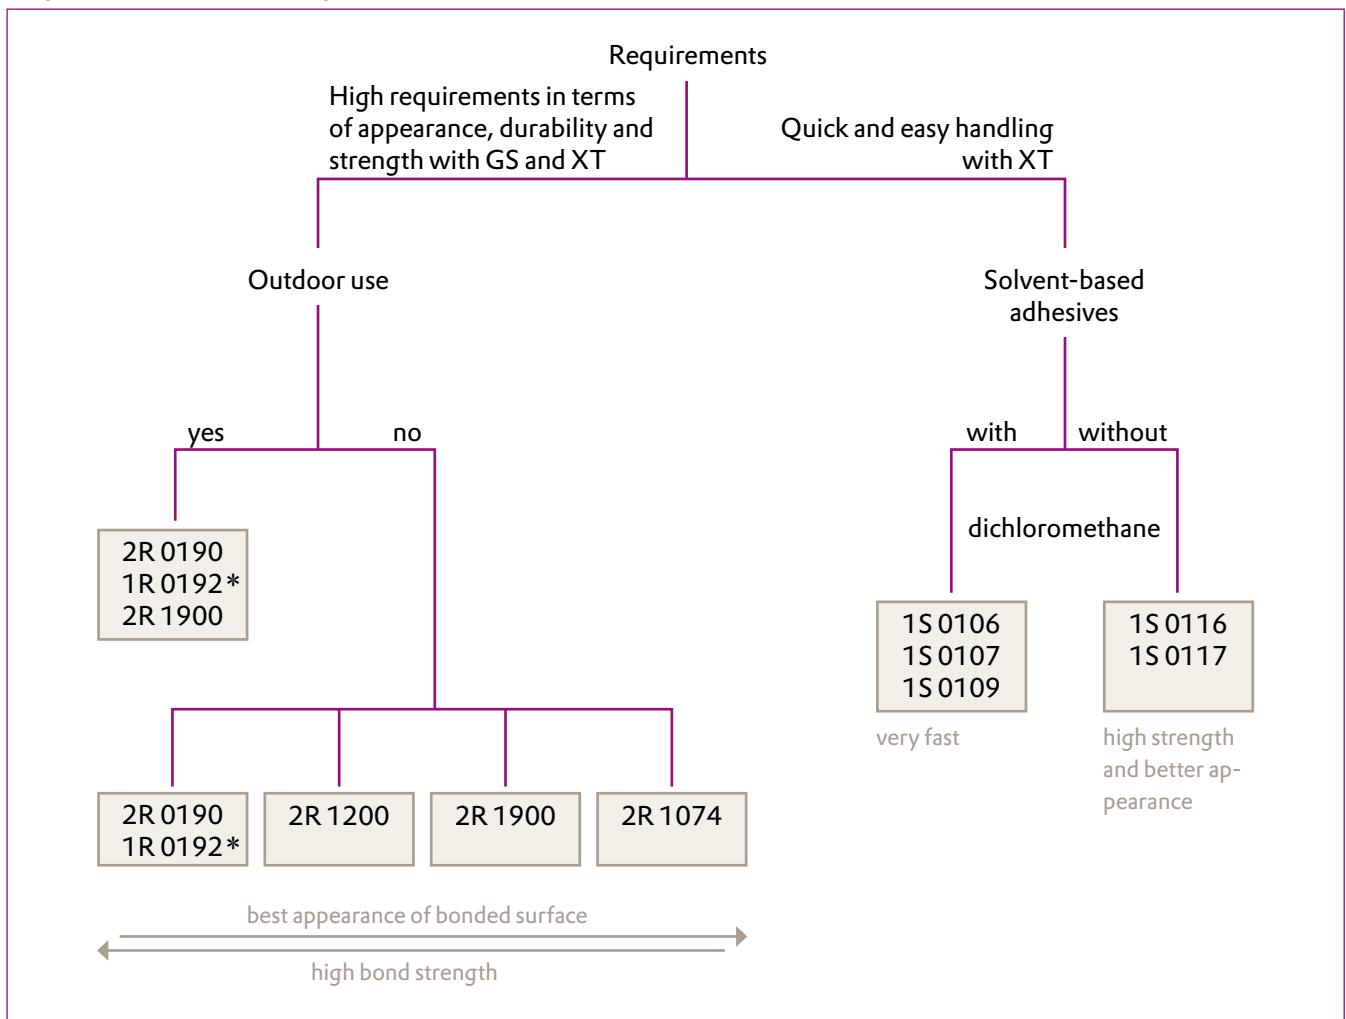 Requirements
High requirements in terms
of appearance, durability and
strength with GS and XT
Quick and easy handling
with XT
Outdoor use
Solvent-based
adhesives
yes
no
with
without
dichloromethane
2R 0190
1R 0192*
2R 1900
1S 0106
1S 0107
1S 0109
1S 0116
1S 0117
very fast
high strength
and better ap-
pearance
2R 0190
1R 0192*
2R 1200
2R 1900
2R 1074
best appearance of bonded surface
high bond strength